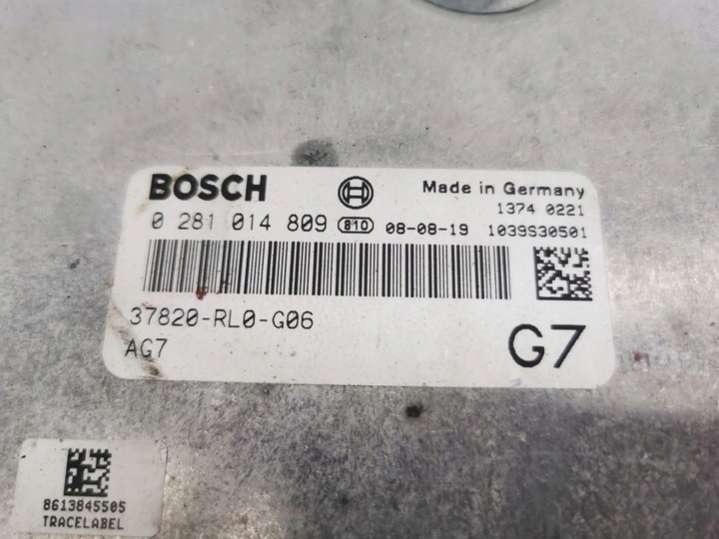 BOSCH Made in Germany
1374 0221
0 281 014 809 810 08-08-19 1039S30501
37820-RL0-G06
AG7 G7
8613845505
TRACELABEL